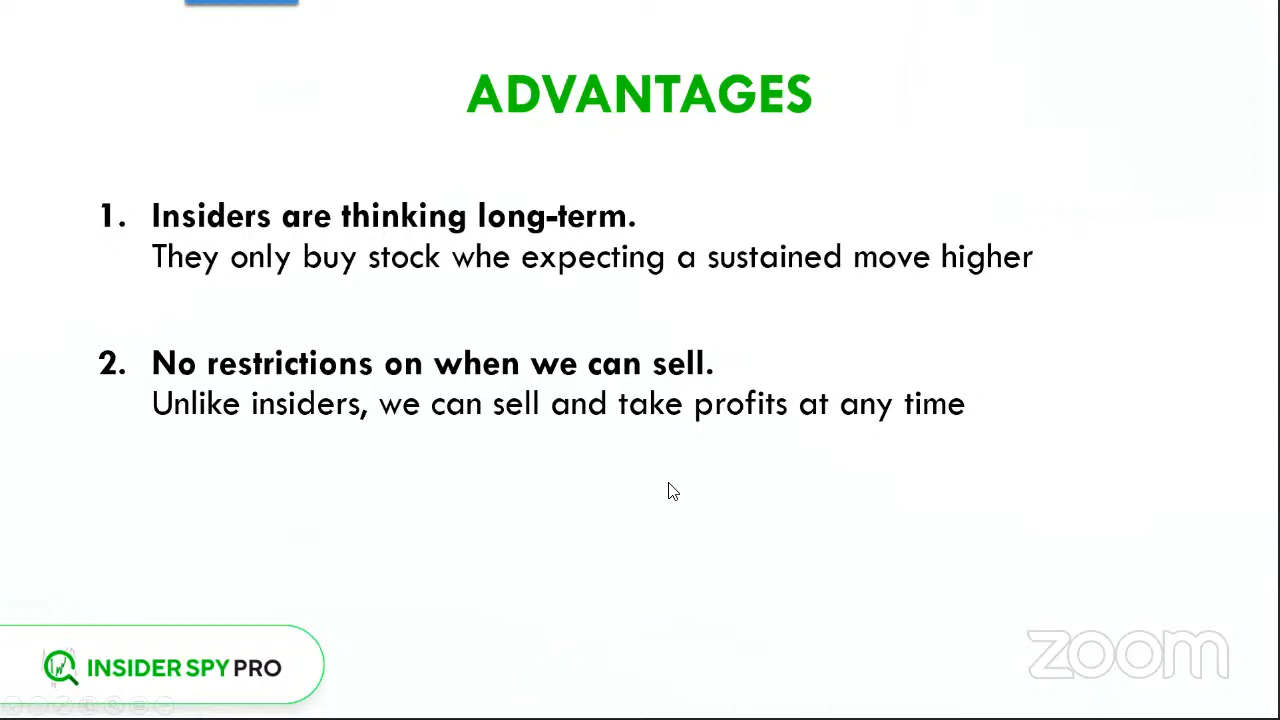 ADVANTAGES
1. Insiders are thinking long-term.
They only buy stock whe expecting a sustained move higher
2. No restrictions on when we can sell.
Unlike insiders, we can sell and take profits at any time
INSIDER SPY PRO
zoom